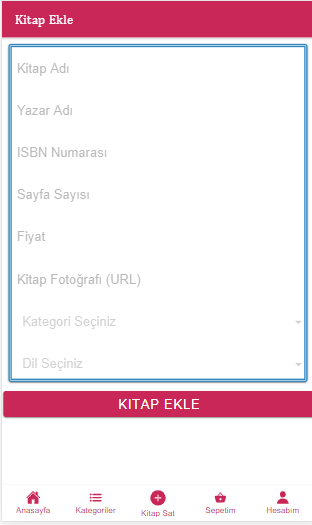 Kitap Ekle
Kitap Adı
Yazar Adı
ISBN Numarası
Sayfa Sayısı
Fiyat
Kitap Fotoğrafı (URL)
Kategori Seçiniz
Dil Seçiniz
KITAP EKLE
Anasayfa Kategoriler Kitap Sat Sepetim Hesabım